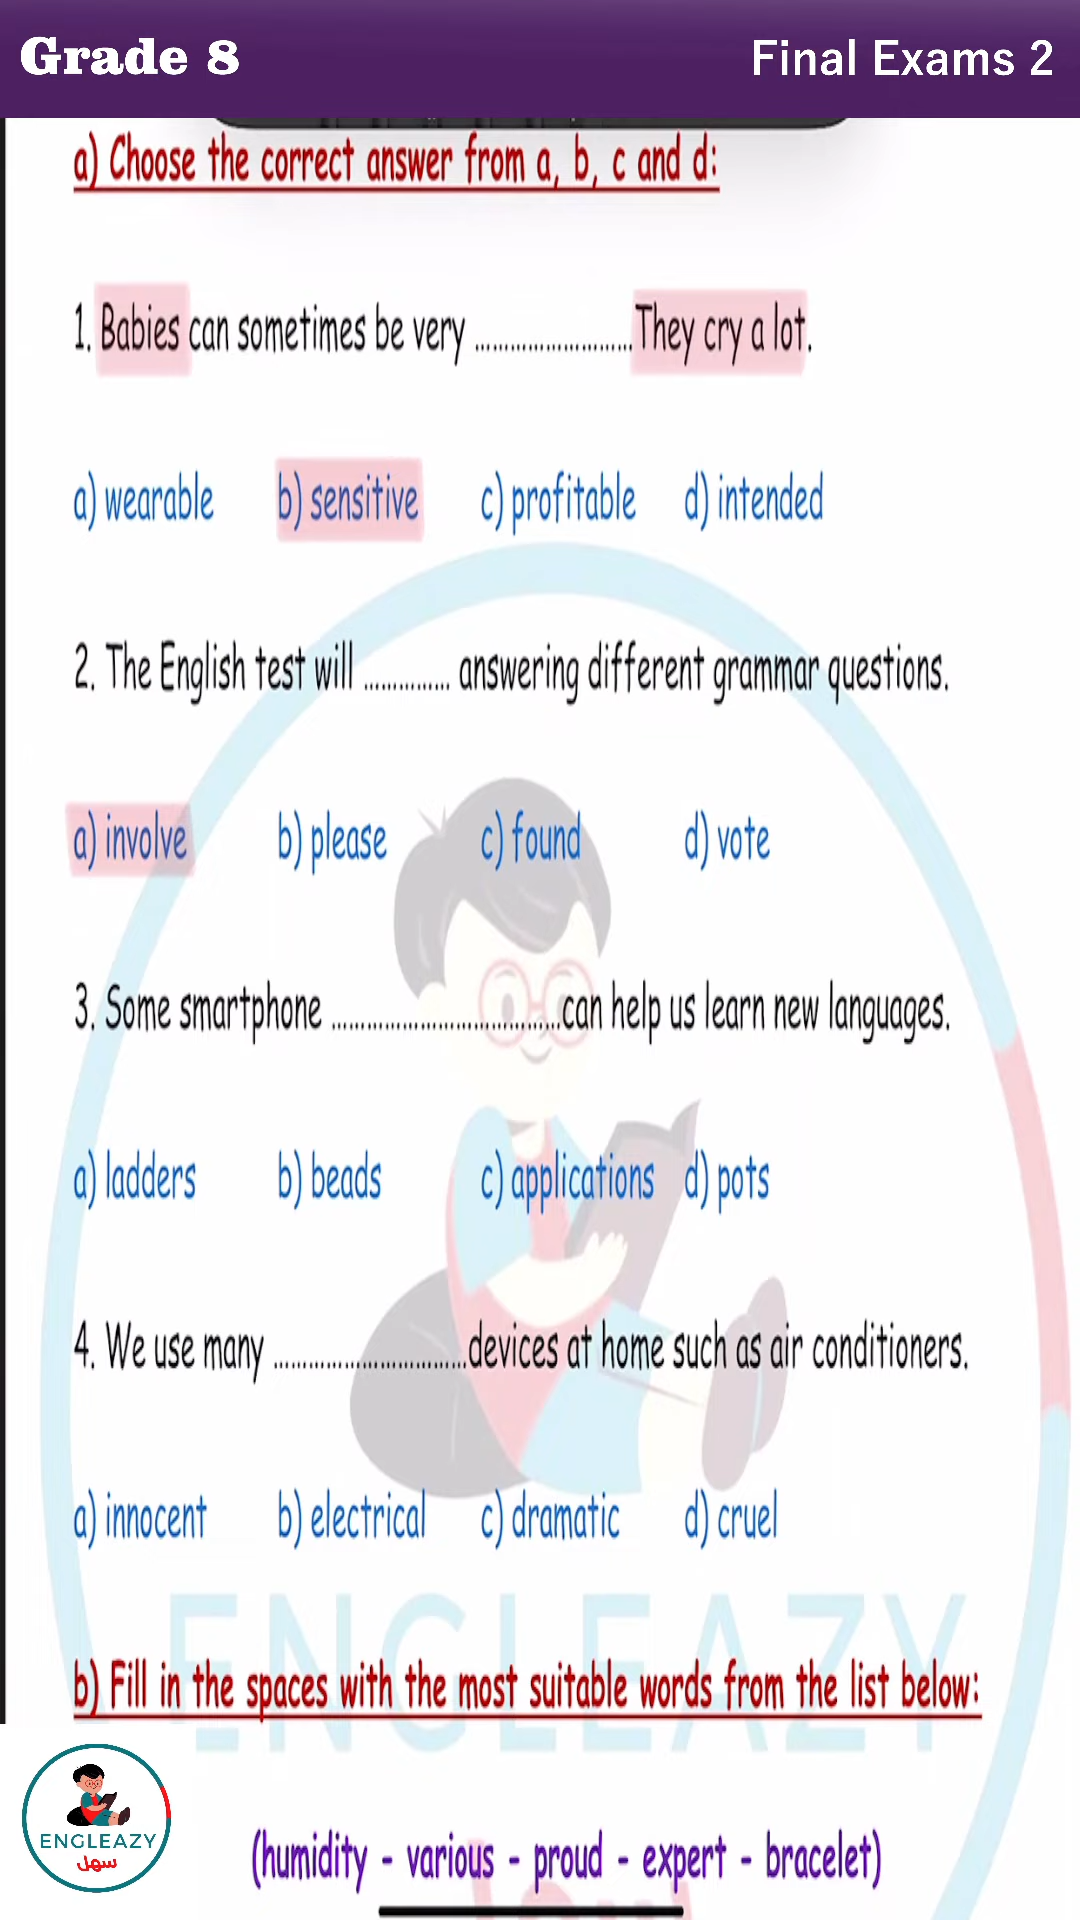 Grade 8
Final Exams 2
a) Choose the correct answer from a, b, c and d:
1. Babies can sometimes be very ........................... They cry a lot.
a) wearable b) sensitive c) profitable d) intended
2. The English test will ............... answering different grammar questions.
a) involve b) please c) found d) vote
3. Some smartphone .......................................can help us learn new languages.
a) ladders b) beads c) applications d) pots
4. We use many .................................devices at home such as air conditioners.
a) innocent b) electrical c) dramatic d) cruel
ENGLEAZY
b) Fill in the spaces with the most suitable words from the list below:
ENGLEAZY
سهل
(humidity - various - proud - expert - bracelet)